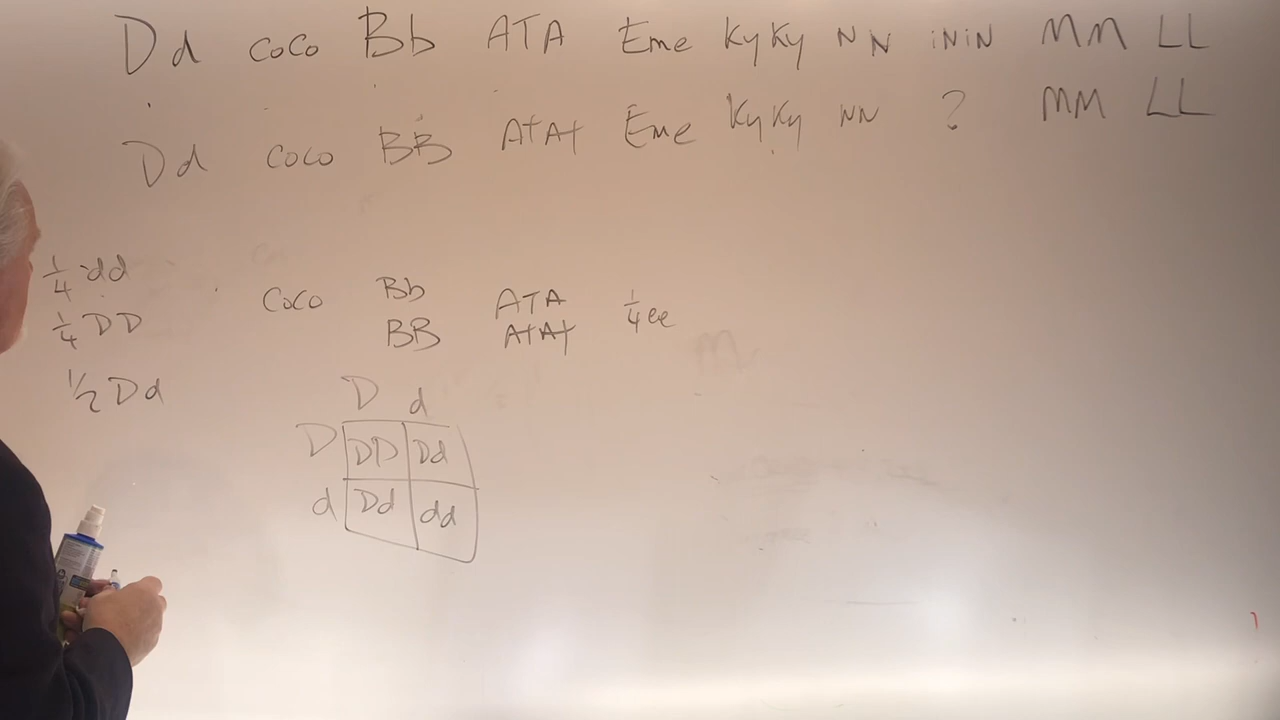 Dd CoCo Bb ATA Eme KyKy NN iNiN MM LL
Dd CoCo BB AtAt Eme KyKy NN ? MM LL
1/4 dd
CoCo Bb ATA 1/4 ee
1/4 DD
BB AtAt
1/2 Dd
D d
D DD Dd
d Dd dd